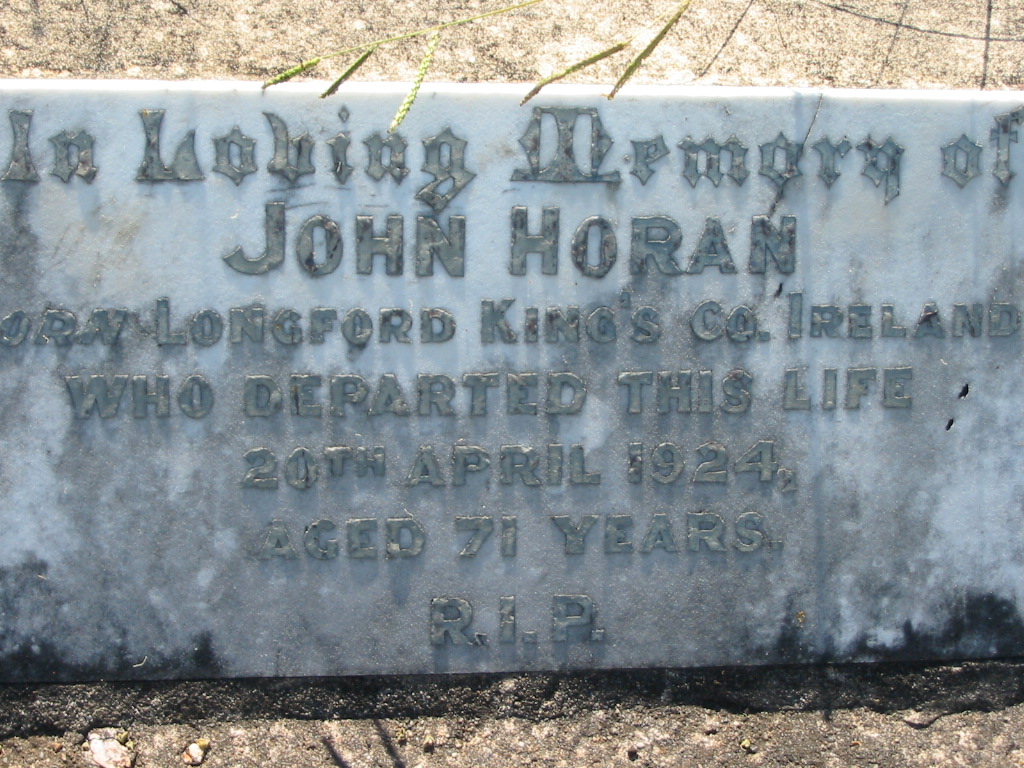 In Loving Memory of
JOHN HORAN
BORN LONGFORD KING'S CO. IRELAND
WHO DEPARTED THIS LIFE
20TH APRIL 1924,
AGED 71 YEARS.
R.I.P.